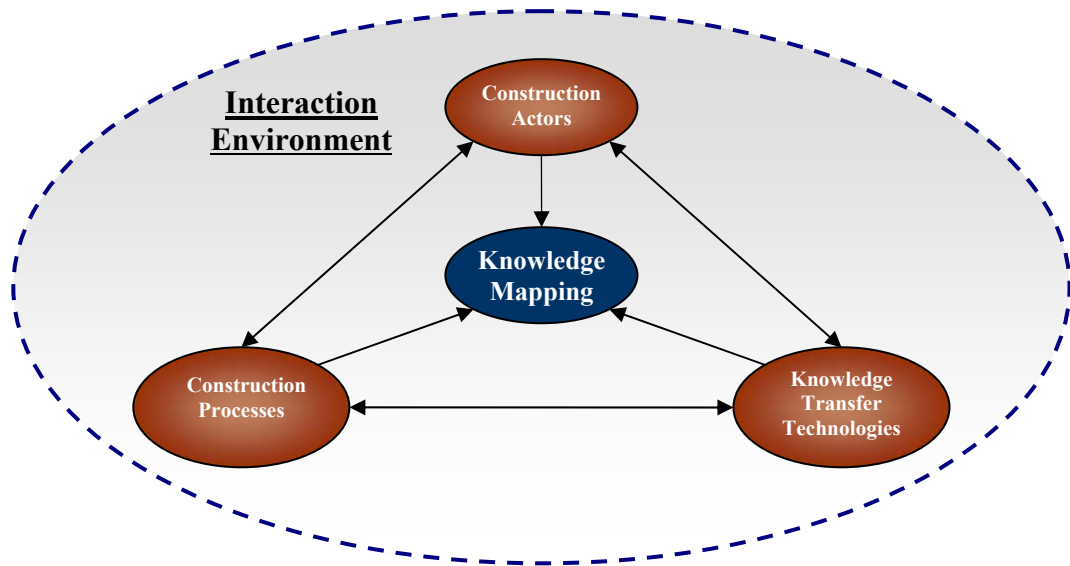 Interaction
Environment
Construction
Actors
Knowledge
Mapping
Construction
Processes
Knowledge
Transfer
Technologies